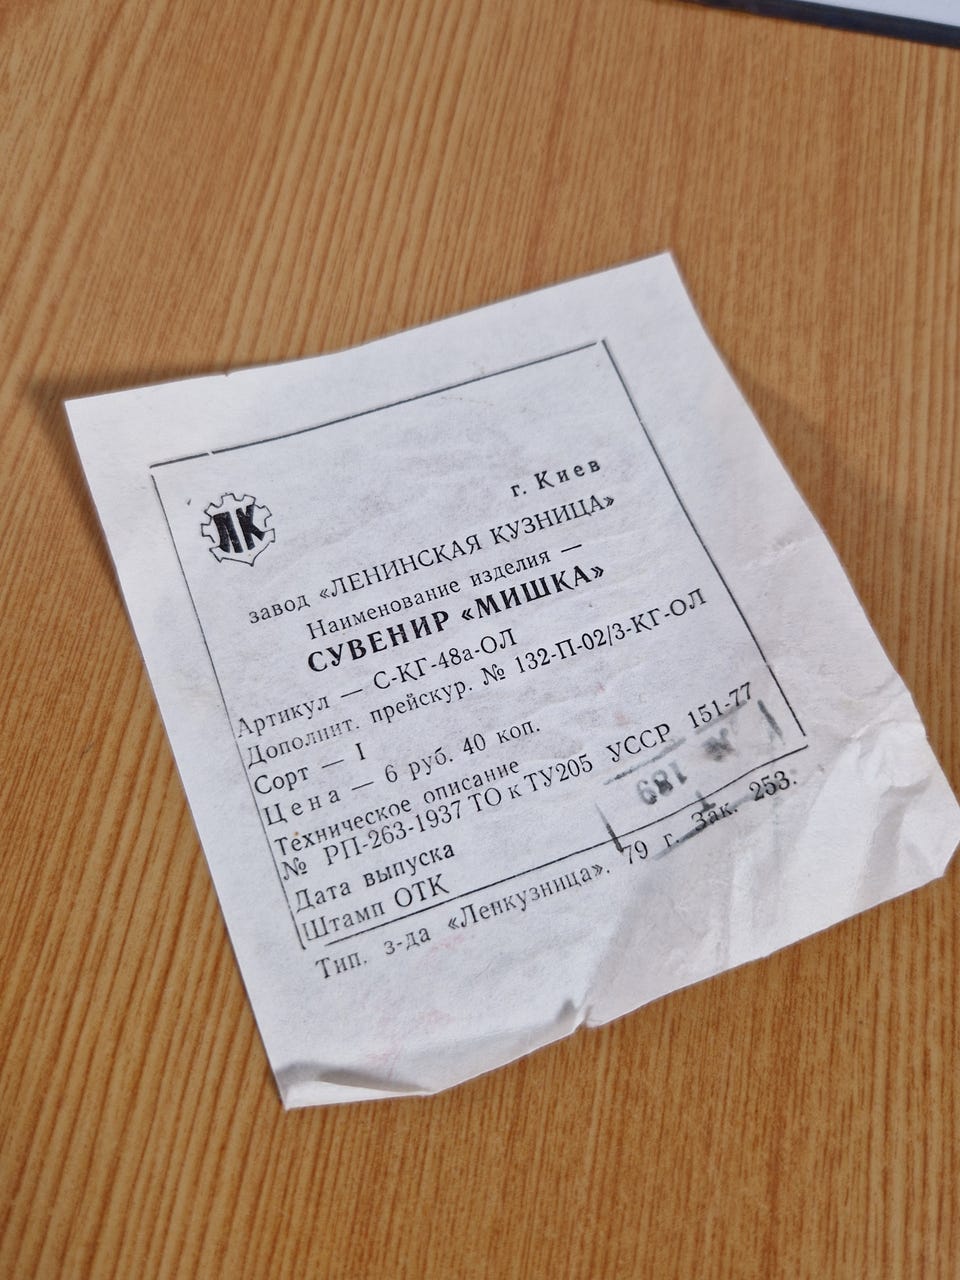 г. Киев
ЛК
завод «ЛЕНИНСКАЯ КУЗНИЦА»
Наименование изделия —
СУВЕНИР «МИШКА»
Артикул — С-КГ-48а-ОЛ
Дополнит. прейскур. № 132-П-02/3-КГ-ОЛ
Сорт — I
Цена — 6 руб. 40 коп.
Техническое описание
№ РП-263-1937 ТО к ТУ205 УССР 151-77
Дата выпуска
Штамп ОТК
189
Тип. з-да «Ленкузница». 79 г. Зак. 253.